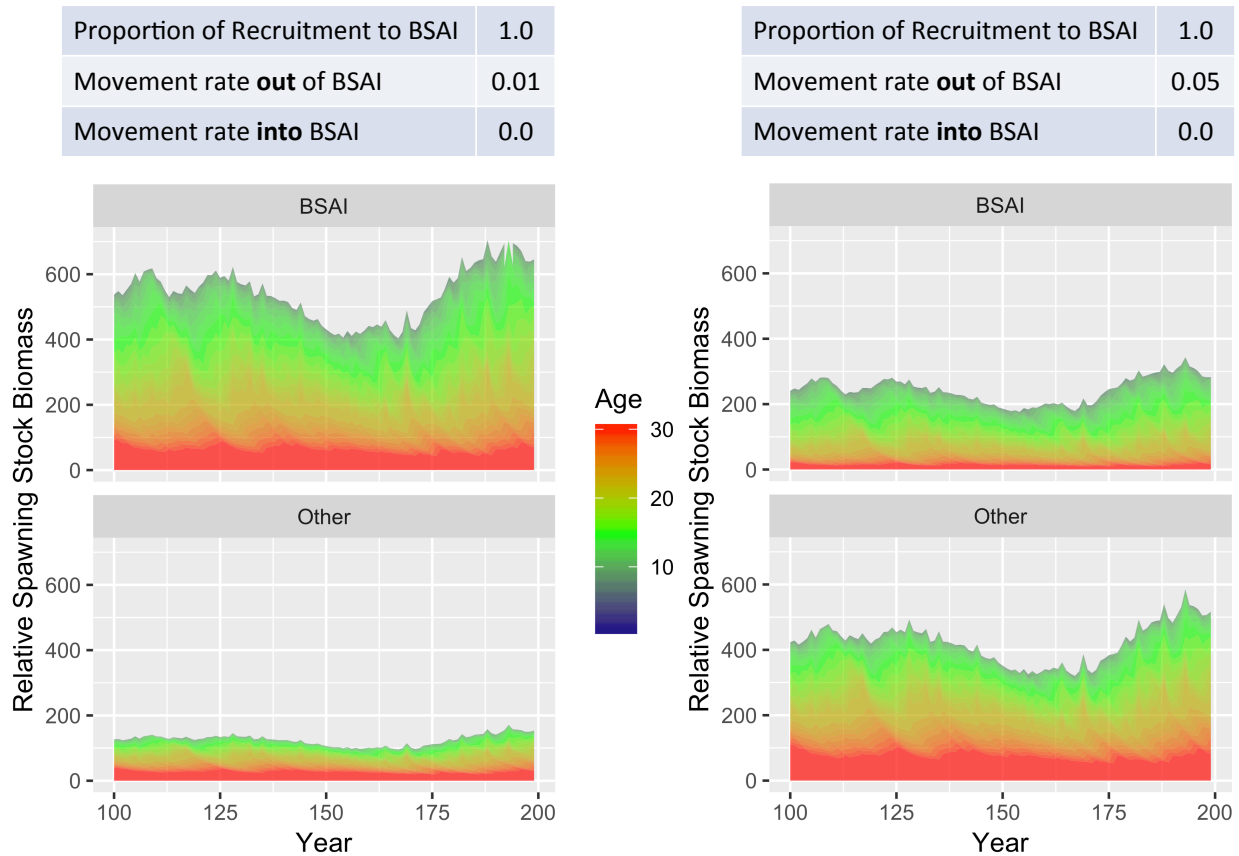 Proportion of Recruitment to BSAI 1.0
Movement rate out of BSAI 0.01
Movement rate into BSAI 0.0
BSAI
600
400
200
0
Other
600
400
200
0
100 125 150 175 200
Year
Relative Spawning Stock Biomass
Age
30
20
10
Proportion of Recruitment to BSAI 1.0
Movement rate out of BSAI 0.05
Movement rate into BSAI 0.0
BSAI
600
400
200
0
Other
600
400
200
0
100 125 150 175 200
Year
Relative Spawning Stock Biomass